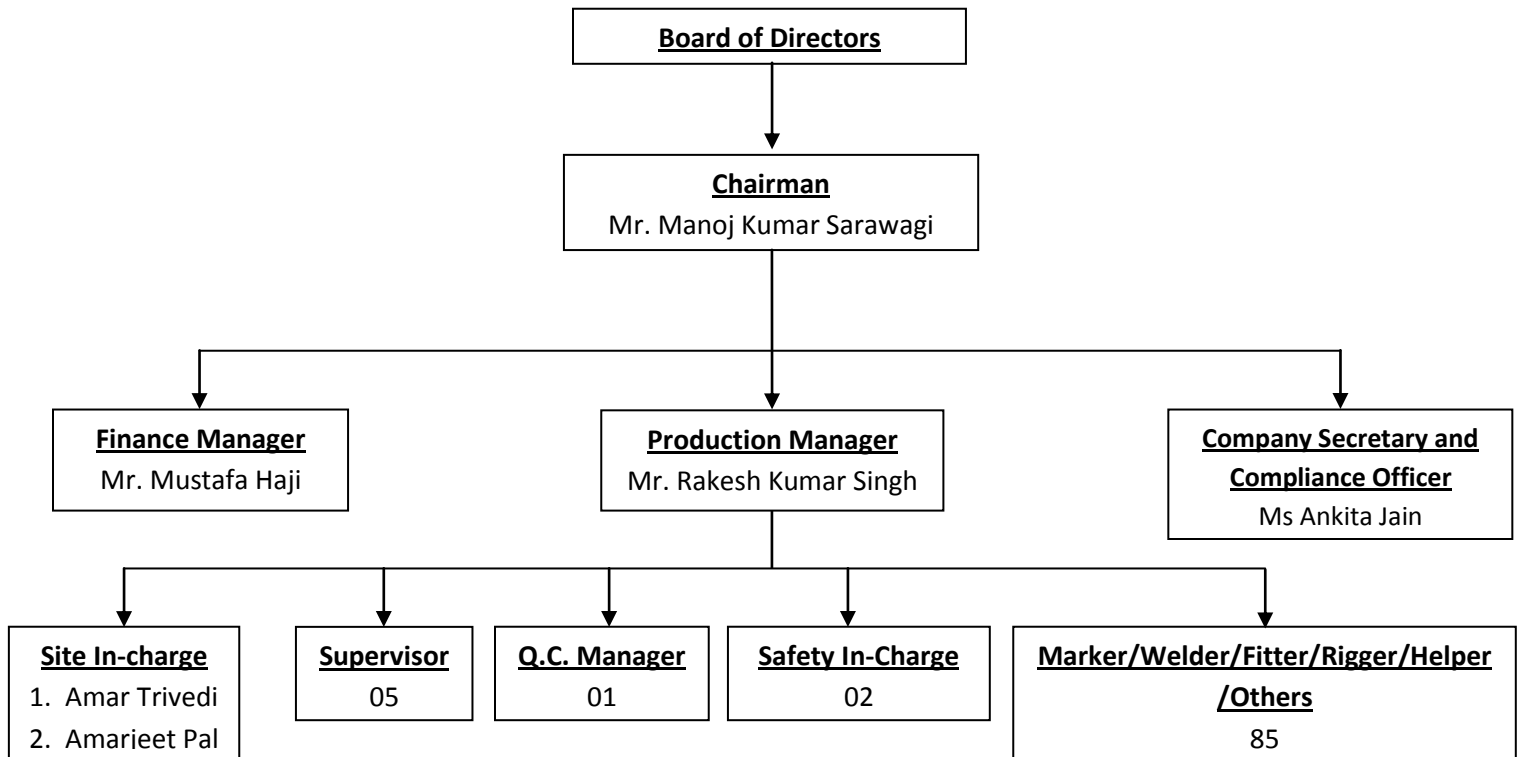 Board of Directors
Chairman
Mr. Manoj Kumar Sarawagi
Finance Manager
Mr. Mustafa Haji
Production Manager
Mr. Rakesh Kumar Singh
Company Secretary and
Compliance Officer
Ms Ankita Jain
Site In-charge
1. Amar Trivedi
2. Amarjeet Pal
Supervisor
05
Q.C. Manager
01
Safety In-Charge
02
Marker/Welder/Fitter/Rigger/Helper
/Others
85